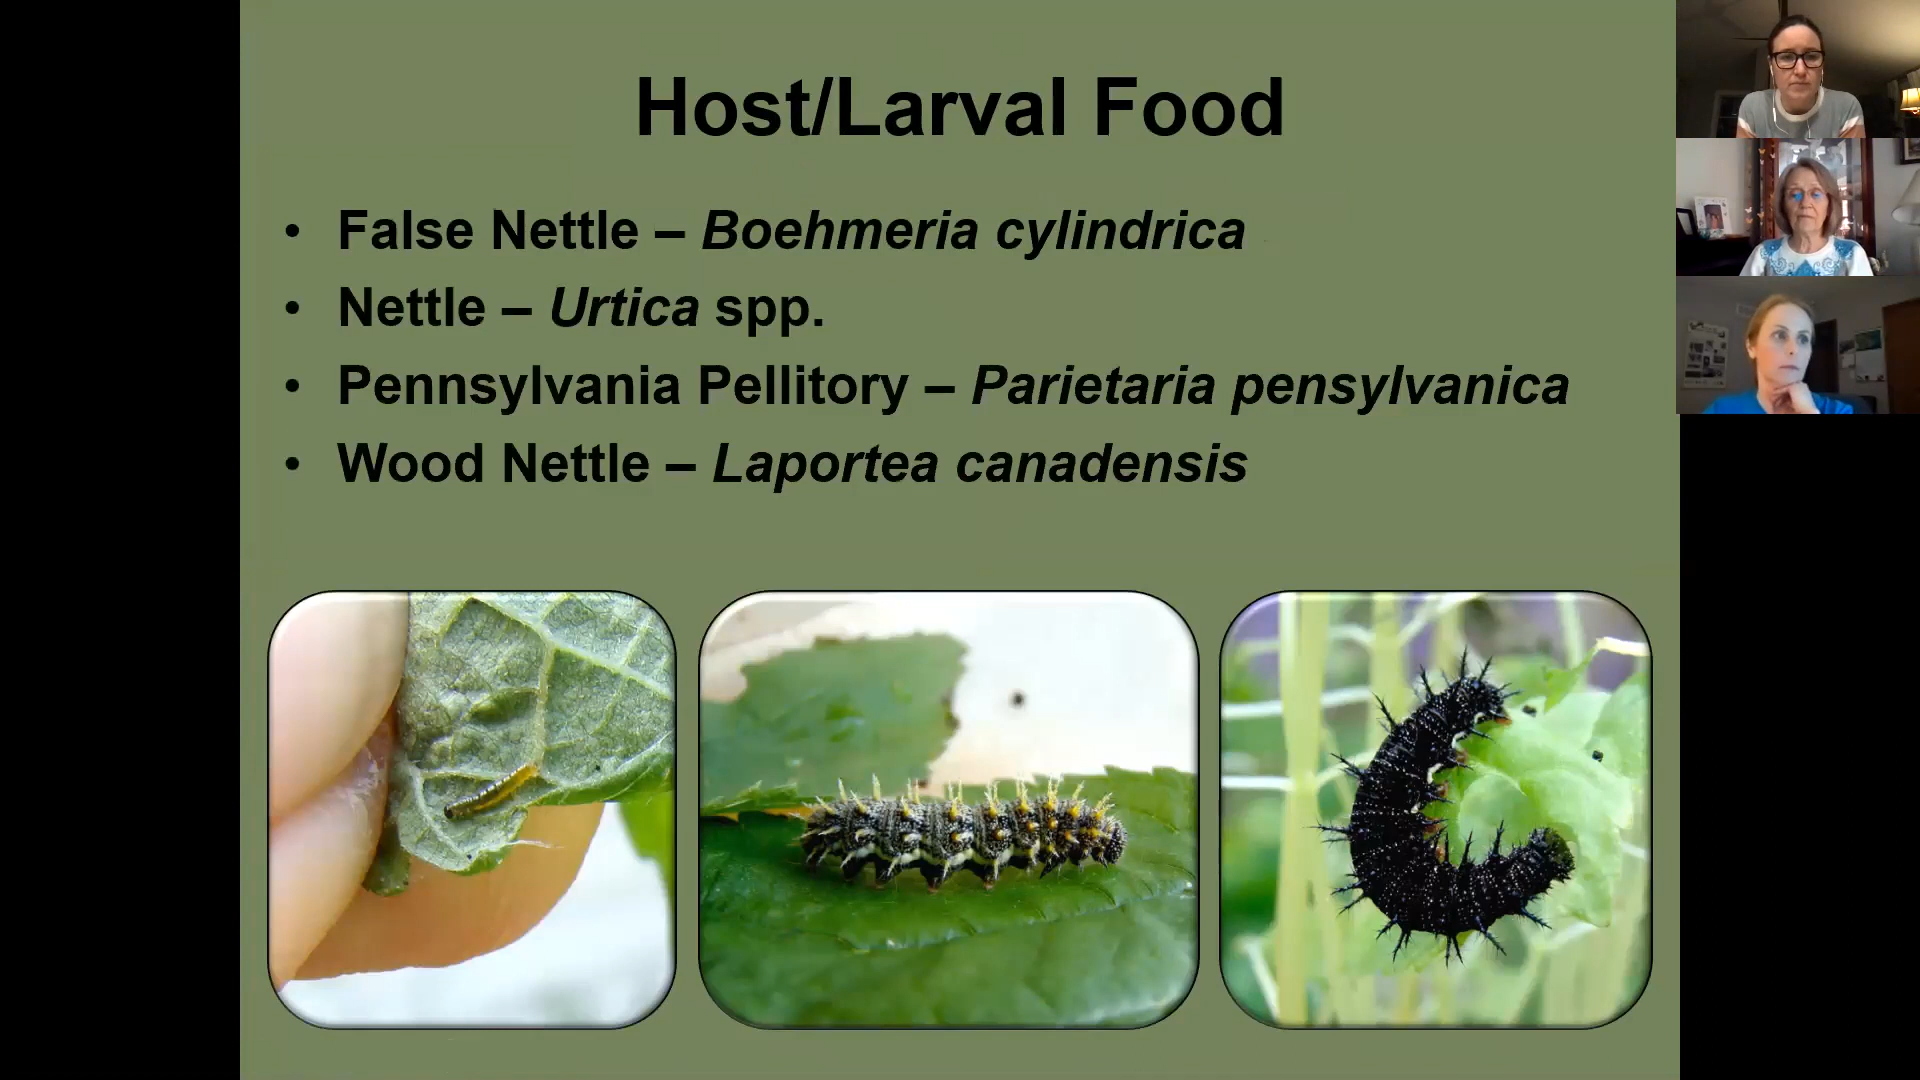 Host/Larval Food
• False Nettle – Boehmeria cylindrica
• Nettle – Urtica spp.
• Pennsylvania Pellitory – Parietaria pensylvanica
• Wood Nettle – Laportea canadensis